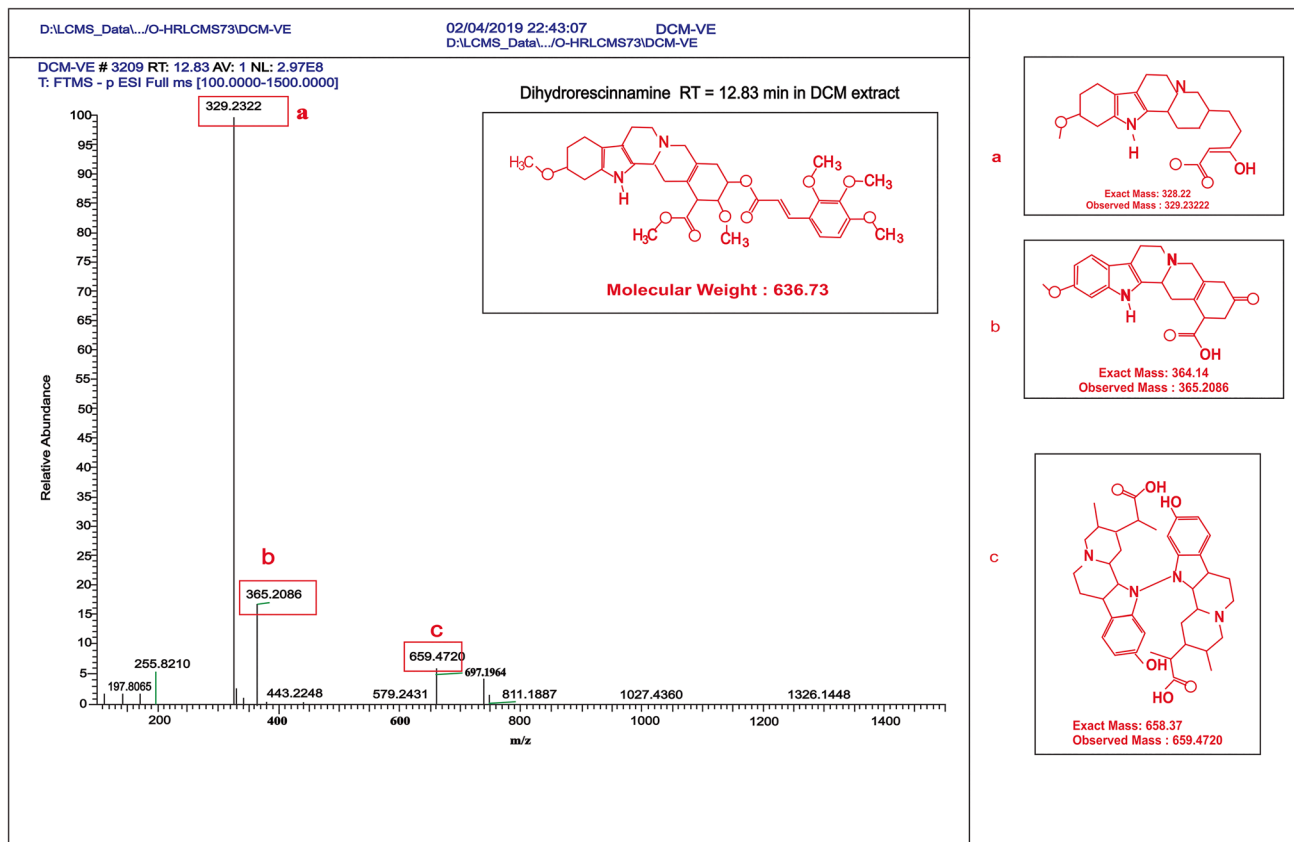 D:\LCMS_Data\.../O-HRLCMS73\DCM-VE
02/04/2019 22:43:07
DCM-VE
D:\LCMS_Data\.../O-HRLCMS73\DCM-VE
DCM-VE # 3209 RT: 12.83 AV: 1 NL: 2.97E8
T: FTMS - p ESI Full ms [100.0000-1500.0000]
329.2322
a
Dihydrorescinnamine RT = 12.83 min in DCM extract
H₃C
O
N
N
H
O
O
CH₃
O
CH₃
O
CH₃
O
O
O
H₃C
O
O
CH₃
Molecular Weight : 636.73
Relative Abundance
100
95
90
85
80
75
70
65
60
55
50
45
40
35
30
25
20
15
10
5
0
b
365.2086
c
659.4720
697.1964
255.8210
197.8065
443.2248
579.2431
811.1887
1027.4360
1326.1448
200
400
600
800
1000
1200
1400
m/z
a
N
O
N
H
O
O
OH
Exact Mass: 328.22
Observed Mass : 329.23222
b
N
O
N
H
O
O
OH
Exact Mass: 364.14
Observed Mass : 365.2086
c
O
OH
HO
N
N
N
N
OH
O
HO
Exact Mass: 658.37
Observed Mass : 659.4720